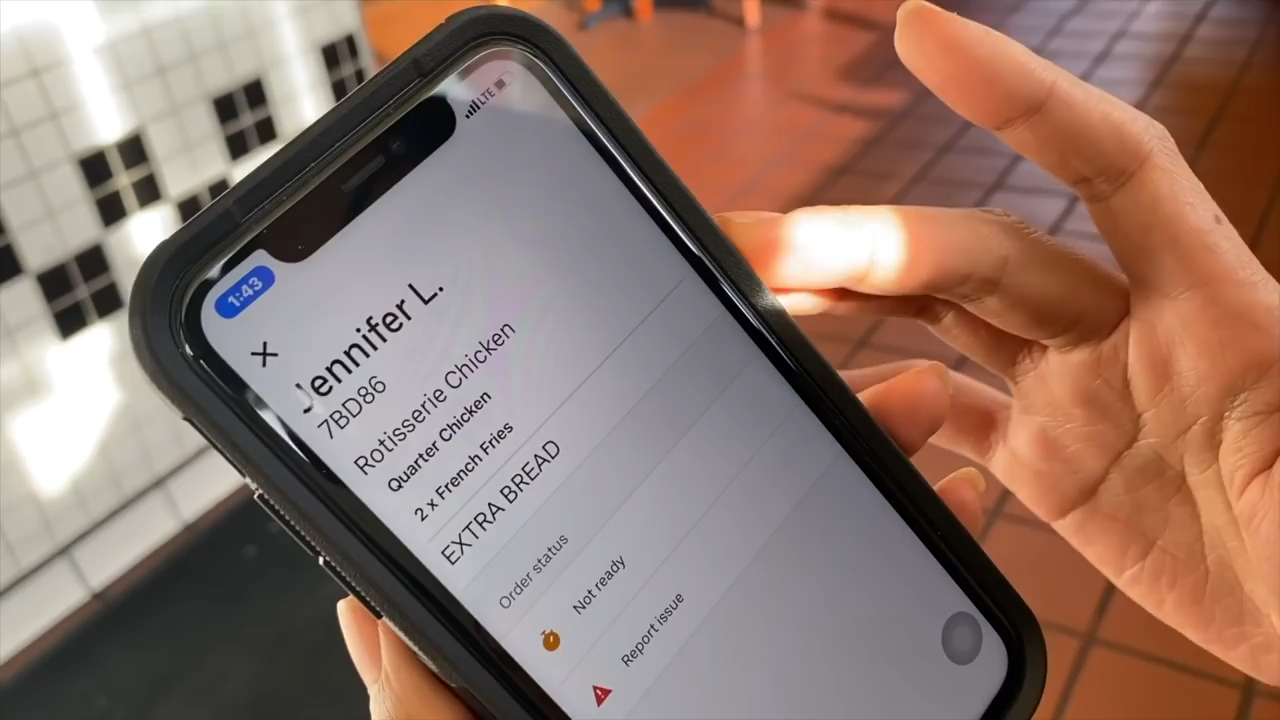 LTE
1:43
Jennifer L.
7BD86
Rotisserie Chicken
Quarter Chicken
2 x French Fries
EXTRA BREAD
Order status
Not ready
Report issue